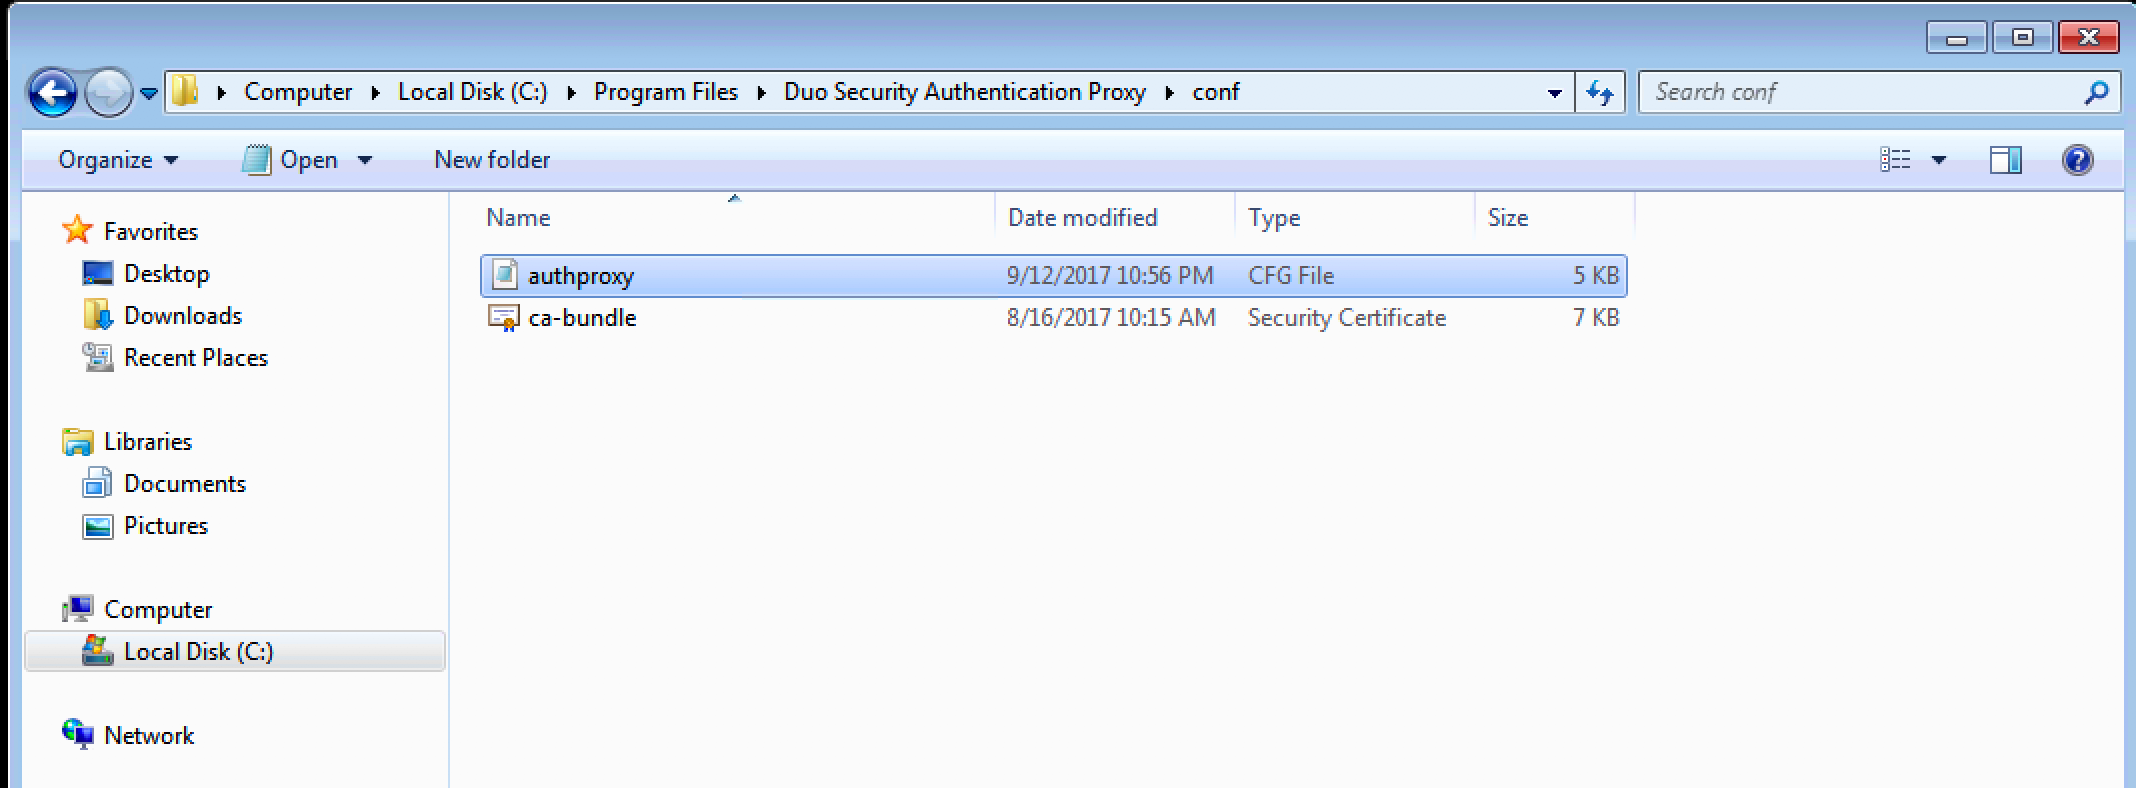 Computer Local Disk (C:) Program Files Duo Security Authentication Proxy conf Search conf
Organize Open New folder
Name Date modified Type Size
authproxy 9/12/2017 10:56 PM CFG File 5 KB
ca-bundle 8/16/2017 10:15 AM Security Certificate 7 KB
Favorites
Desktop
Downloads
Recent Places
Libraries
Documents
Pictures
Computer
Local Disk (C:)
Network